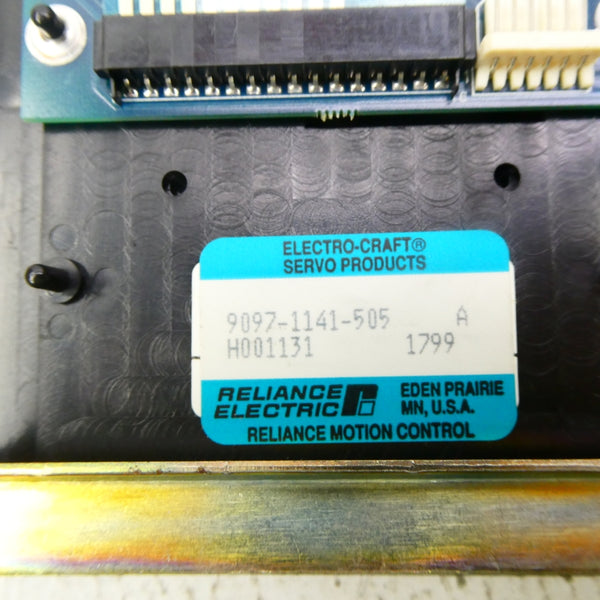 ELECTRO-CRAFT®
SERVO PRODUCTS
9097-1141-505 A
H001131 1799
RELIANCE
ELECTRIC
EDEN PRAIRIE
MN, U.S.A.
RELIANCE MOTION CONTROL